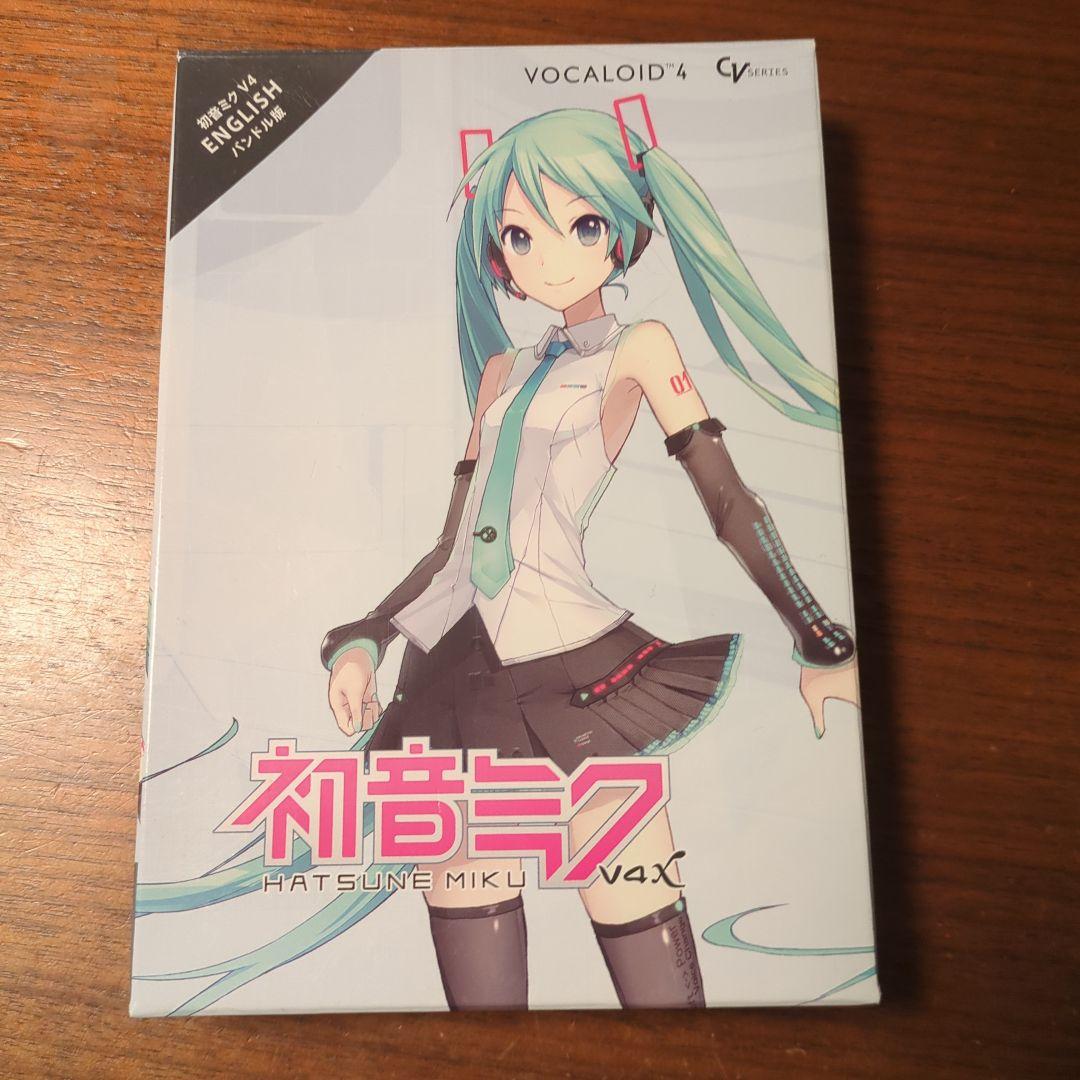 初音ミク V4
ENGLISH
バンドル版
VOCALOID™4
CV SERIES
01
初音ミク
HATSUNE MIKU
V4X
Power